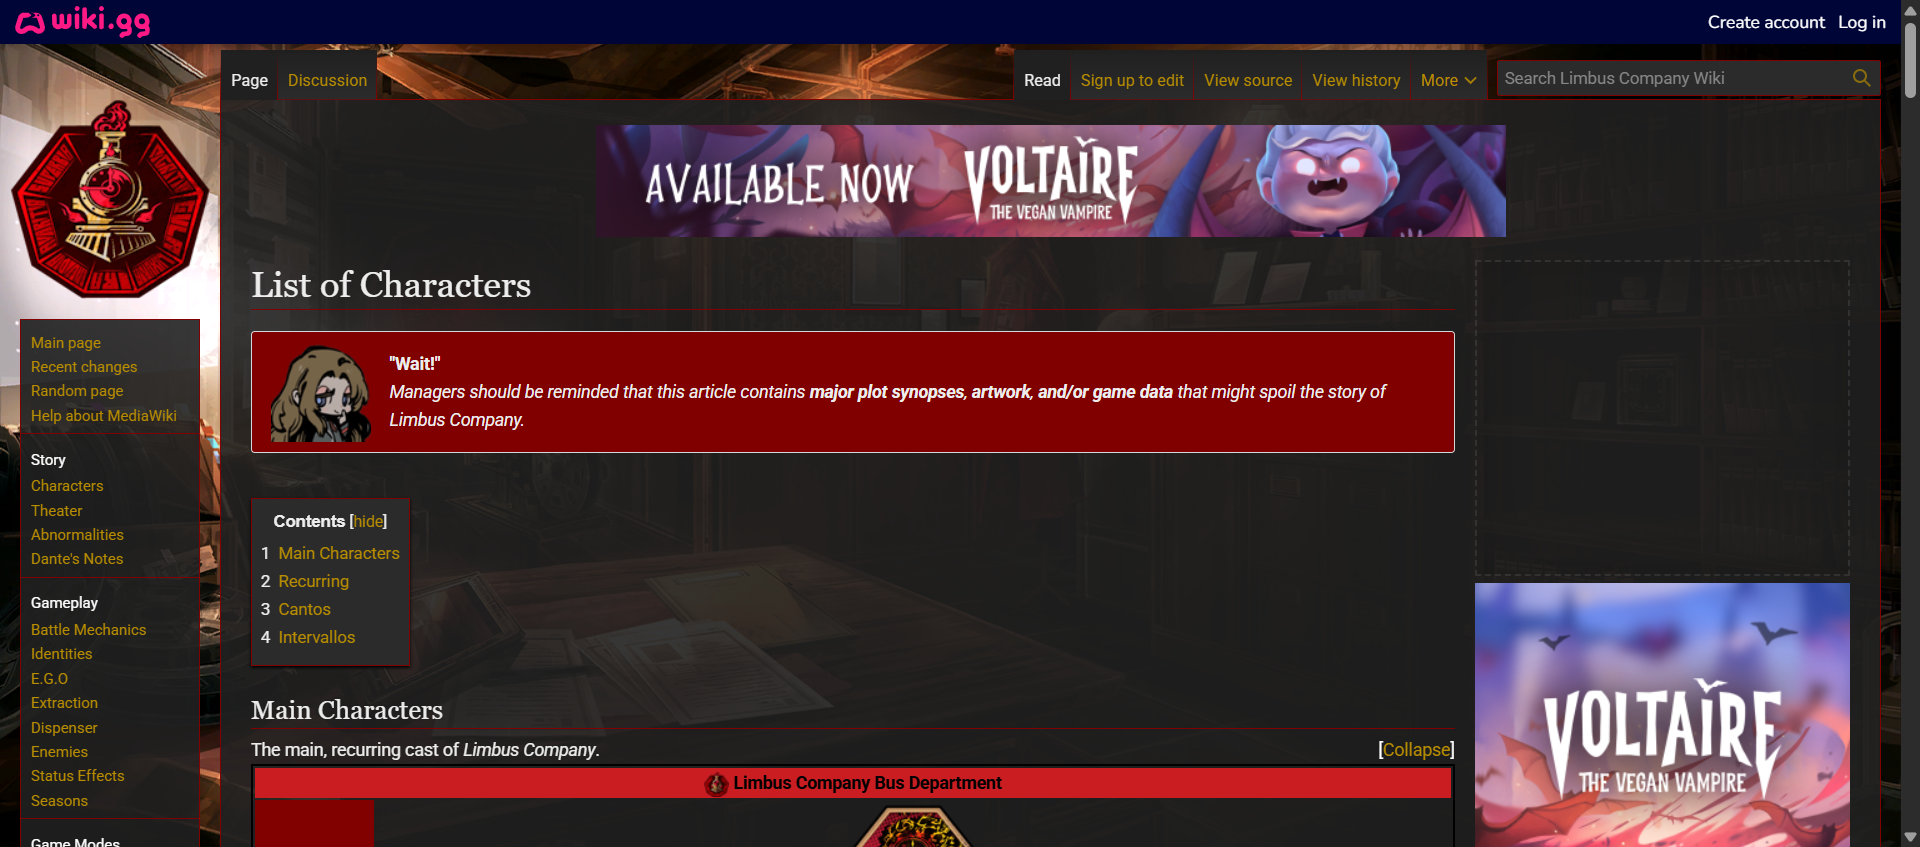 wiki.gg
Create account Log in
Page Discussion
Read Sign up to edit View source View history More
Search Limbus Company Wiki
AVAILABLE NOW
VOLTAIRE
THE VEGAN VAMPIRE
List of Characters
"Wait!"
Managers should be reminded that this article contains major plot synopses, artwork, and/or game data that might spoil the story of
Limbus Company.
Main page
Recent changes
Random page
Help about MediaWiki
Story
Characters
Theater
Abnormalities
Dante's Notes
Gameplay
Battle Mechanics
Identities
E.G.O
Extraction
Dispenser
Enemies
Status Effects
Seasons
Game Modes
Contents [hide]
1 Main Characters
2 Recurring
3 Cantos
4 Intervallos
Main Characters
The main, recurring cast of Limbus Company.
[Collapse]
Limbus Company Bus Department
VOLTAIRE
THE VEGAN VAMPIRE